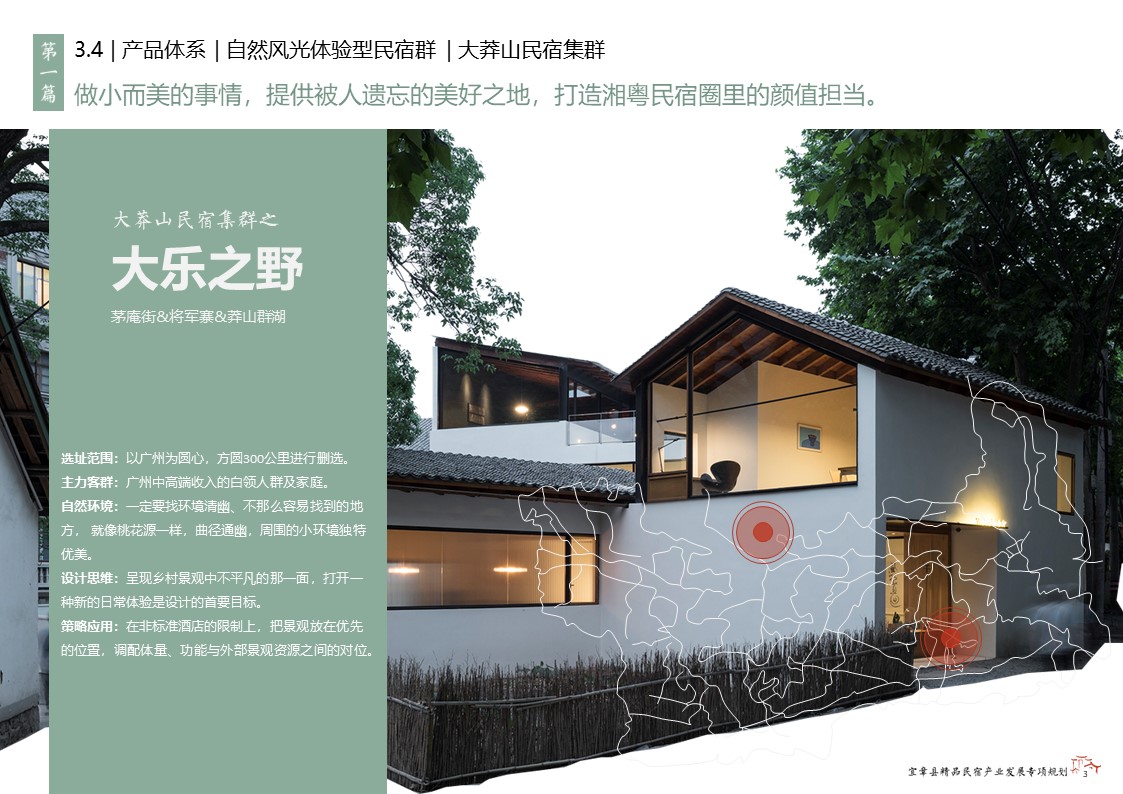 第一篇
3.4 | 产品体系 | 自然风光体验型民宿群 | 大莽山民宿集群
做小而美的事情，提供被人遗忘的美好之地，打造湘粤民宿圈里的颜值担当。
大莽山民宿集群之
大乐之野
茅庵街&将军寨&莽山群湖
选址范围：以广州为圆心，方圆300公里进行删选。
主力客群：广州中高端收入的白领人群及家庭。
自然环境：一定要找环境清幽、不那么容易找到的地
方， 就像桃花源一样，曲径通幽，周围的小环境独特
优美。
设计思维：呈现乡村景观中不平凡的那一面，打开一
种新的日常体验是设计的首要目标。
策略应用：在非标准酒店的限制上，把景观放在优先
的位置，调配体量、功能与外部景观资源之间的对位。
宜章县精品民宿产业发展专项规划
3